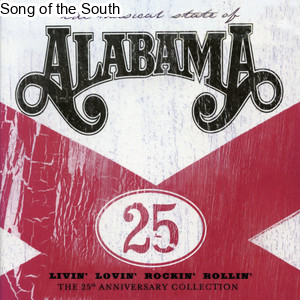 Song of the South
the musical state of
ALABAMA
25
LIVIN' LOVIN' ROCKIN' ROLLIN'
THE 25th ANNIVERSARY COLLECTION